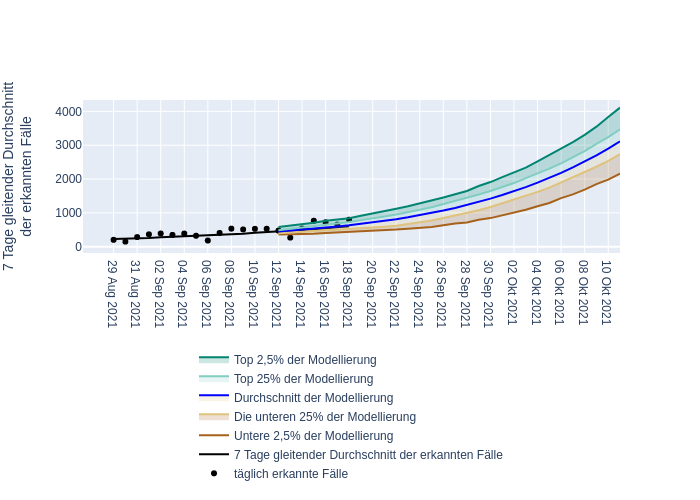 7 Tage gleitender Durchschnitt
der erkannten Fälle
4000
3000
2000
1000
0
29 Aug 2021
31 Aug 2021
02 Sep 2021
04 Sep 2021
06 Sep 2021
08 Sep 2021
10 Sep 2021
12 Sep 2021
14 Sep 2021
16 Sep 2021
18 Sep 2021
20 Sep 2021
22 Sep 2021
24 Sep 2021
26 Sep 2021
28 Sep 2021
30 Sep 2021
02 Okt 2021
04 Okt 2021
06 Okt 2021
08 Okt 2021
10 Okt 2021
Top 2,5% der Modellierung
Top 25% der Modellierung
Durchschnitt der Modellierung
Die unteren 25% der Modellierung
Untere 2,5% der Modellierung
7 Tage gleitender Durchschnitt der erkannten Fälle
täglich erkannte Fälle